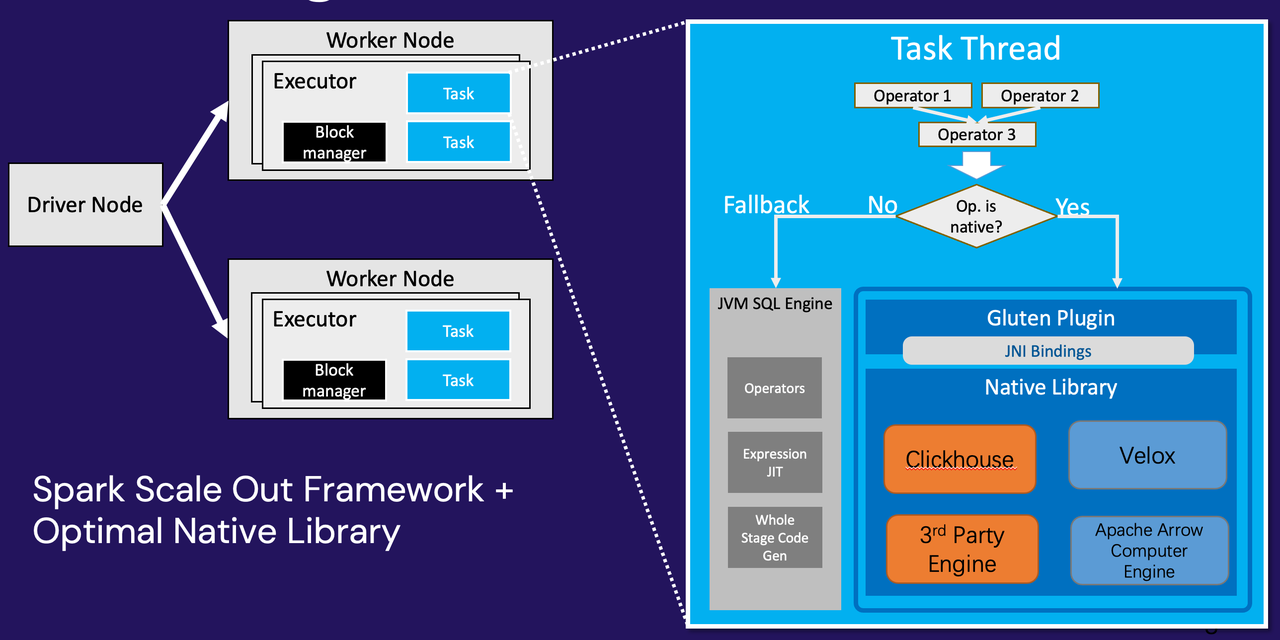 Worker Node
Executor
Task
Block
manager
Task
Driver Node
Worker Node
Executor
Task
Block
manager
Task
Spark Scale Out Framework +
Optimal Native Library
Task Thread
Operator 1
Operator 2
Operator 3
Op. is
native?
Fallback
No
Yes
JVM SQL Engine
Operators
Expression
JIT
Whole
Stage Code
Gen
Gluten Plugin
JNI Bindings
Native Library
Clickhouse
Velox
3rd Party
Engine
Apache Arrow
Computer
Engine